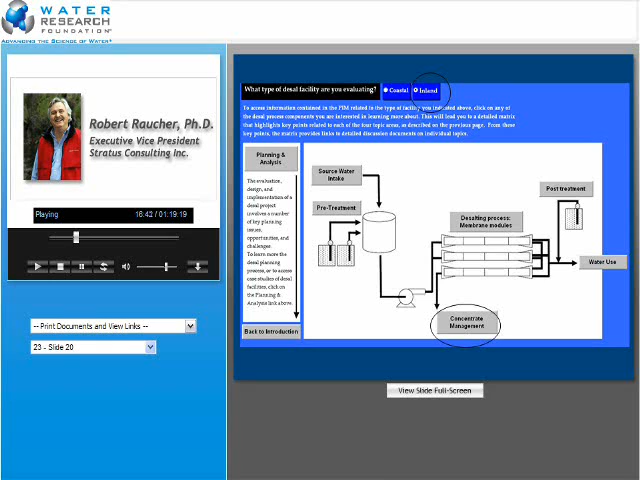 WATER
RESEARCH
FOUNDATION
ADVANCING THE SCIENCE OF WATER®
Robert Raucher, Ph.D.
Executive Vice President
Stratus Consulting Inc.
Playing 16:42 / 01:19:19
-- Print Documents and View Links --
23 - Slide 20
What type of desal facility are you evaluating? Coastal Inland
To access information contained in the PIM related to the type of facility you indicated above, click on any of
the desal process components you are interested in learning more about. This will lead you to a detailed matrix
that highlights key points related to each of the four topic areas, as described on the previous page. From these
key points, the matrix provides links to detailed discussion documents on individual topics.
Planning &
Analysis
The evaluation,
design, and
implementation of a
desal project
involves a number
of key planning
issues,
opportunities, and
challenges.
To learn more the
desal planning
process, or to access
case studies of desal
facilities, click on
the Planning &
Analysis link above.
Back to Introduction
Source Water
Intake
Pre-Treatment
Desalting process:
Membrane modules
Post treatment
Water Use
Concentrate
Management
View Slide Full-Screen